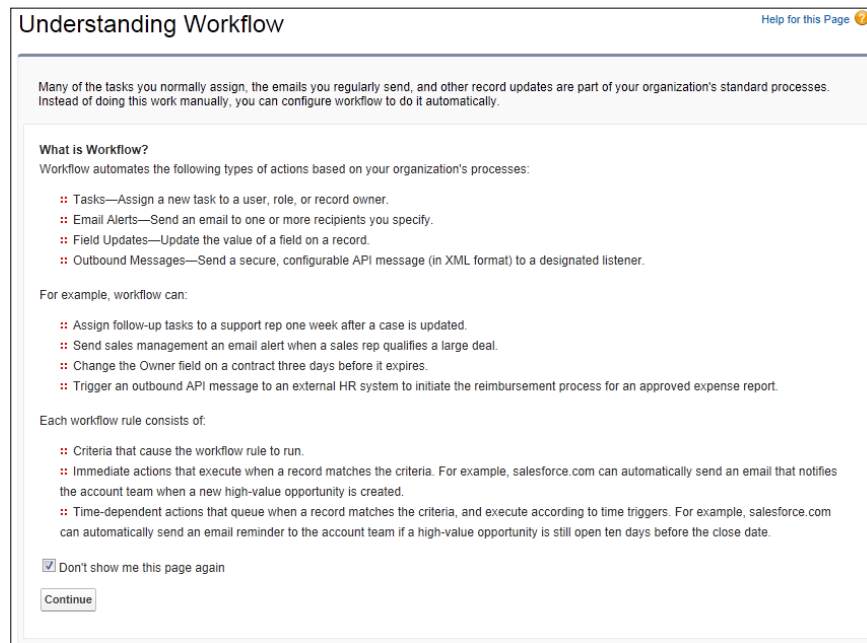 Understanding Workflow
Help for this Page ?
Many of the tasks you normally assign, the emails you regularly send, and other record updates are part of your organization's standard processes.
Instead of doing this work manually, you can configure workflow to do it automatically.
What is Workflow?
Workflow automates the following types of actions based on your organization's processes:
Tasks—Assign a new task to a user, role, or record owner.
Email Alerts—Send an email to one or more recipients you specify.
Field Updates—Update the value of a field on a record.
Outbound Messages—Send a secure, configurable API message (in XML format) to a designated listener.
For example, workflow can:
Assign follow-up tasks to a support rep one week after a case is updated.
Send sales management an email alert when a sales rep qualifies a large deal.
Change the Owner field on a contract three days before it expires.
Trigger an outbound API message to an external HR system to initiate the reimbursement process for an approved expense report.
Each workflow rule consists of:
Criteria that cause the workflow rule to run.
Immediate actions that execute when a record matches the criteria. For example, salesforce.com can automatically send an email that notifies
the account team when a new high-value opportunity is created.
Time-dependent actions that queue when a record matches the criteria, and execute according to time triggers. For example, salesforce.com
can automatically send an email reminder to the account team if a high-value opportunity is still open ten days before the close date.
Don't show me this page again
Continue